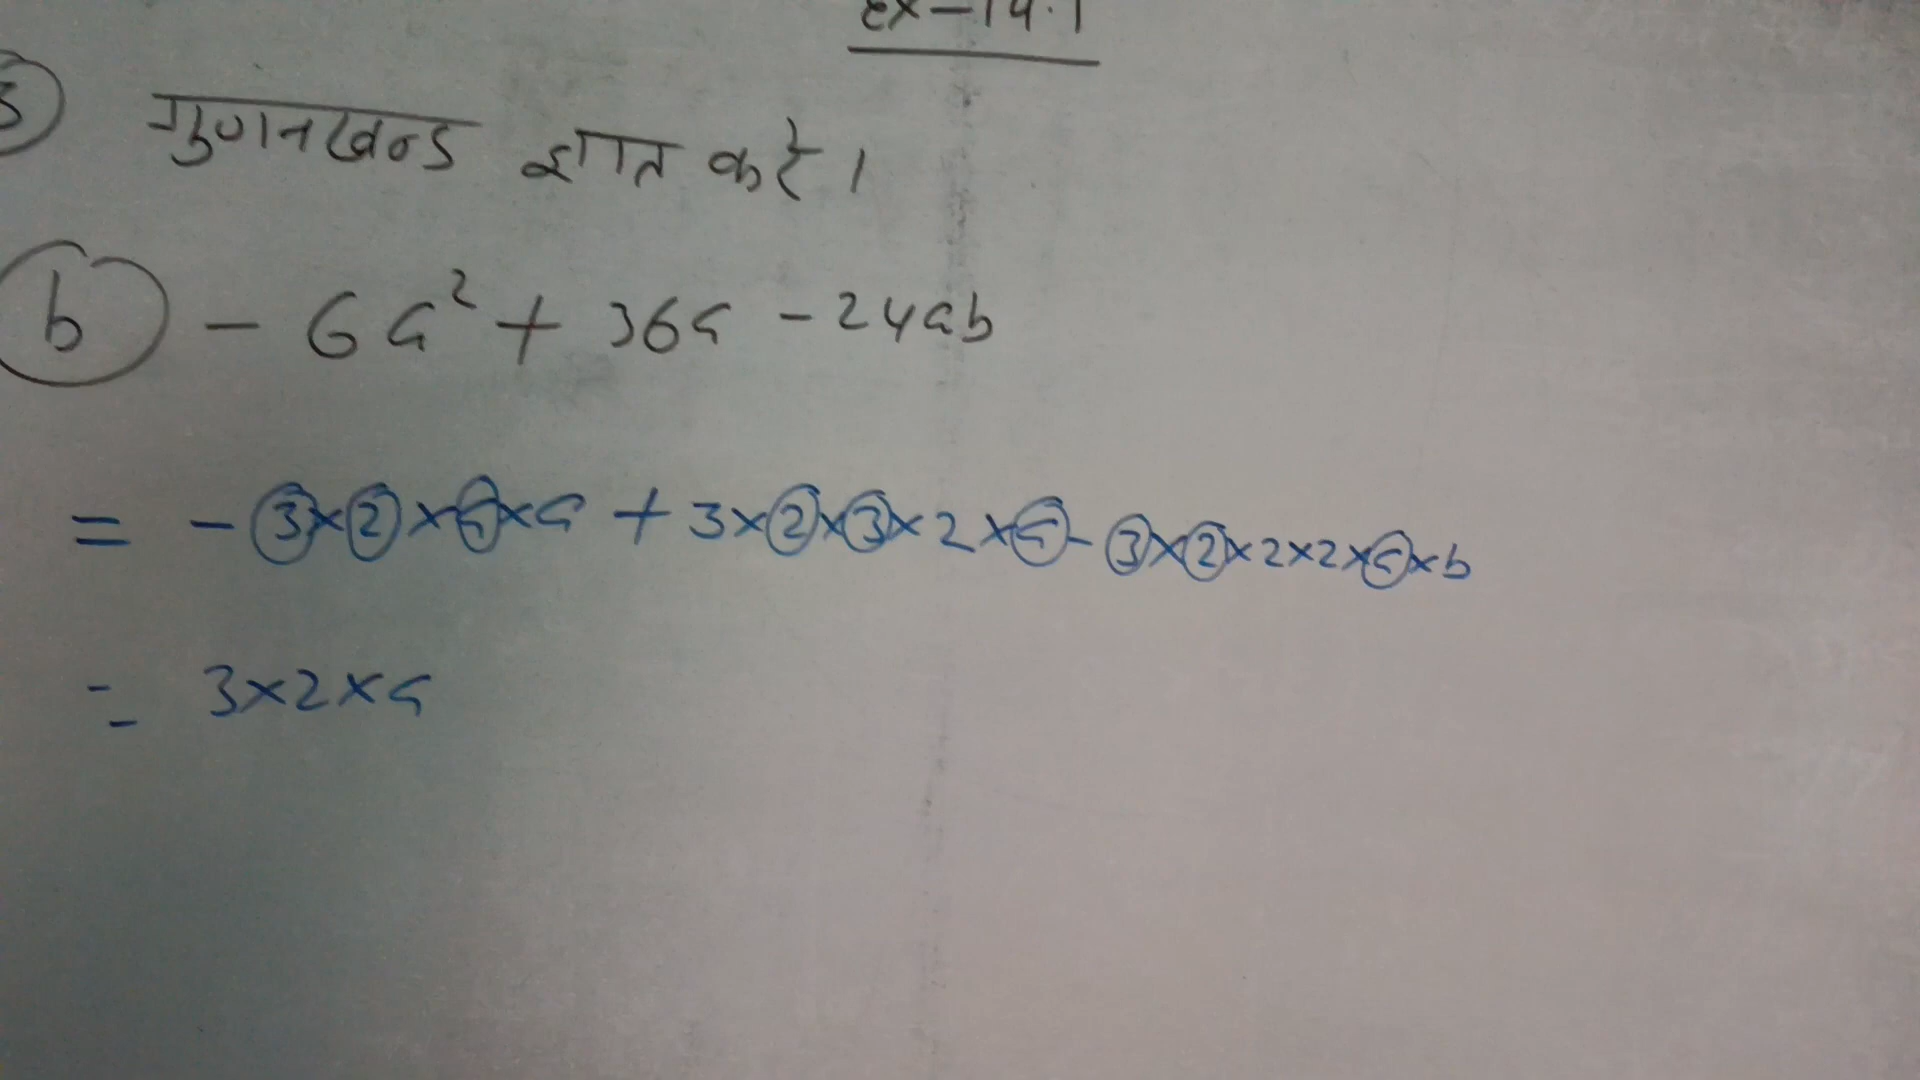 Ex-14.1
3 गुणनखन्ड ज्ञात करे।
b - 6a² + 36a - 24ab
= - 3×2×a×a + 3×2×3×2×a - 3×2×2×2×a×b
= 3×2×a